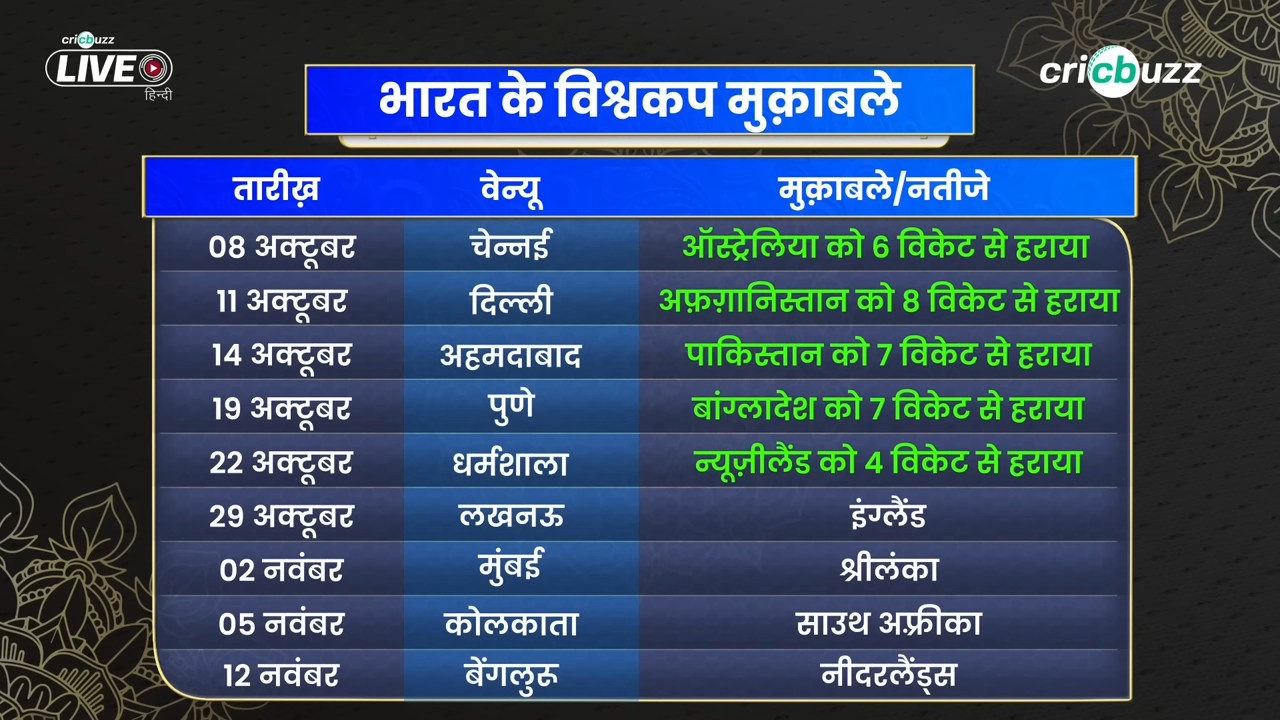 cricbuzz
LIVE
हिन्दी
cricbuzz
भारत के विश्वकप मुक़ाबले
तारीख़ वेन्यू मुक़ाबले/नतीजे
08 अक्टूबर चेन्नई ऑस्ट्रेलिया को 6 विकेट से हराया
11 अक्टूबर दिल्ली अफ़ग़ानिस्तान को 8 विकेट से हराया
14 अक्टूबर अहमदाबाद पाकिस्तान को 7 विकेट से हराया
19 अक्टूबर पुणे बांग्लादेश को 7 विकेट से हराया
22 अक्टूबर धर्मशाला न्यूज़ीलैंड को 4 विकेट से हराया
29 अक्टूबर लखनऊ इंग्लैंड
02 नवंबर मुंबई श्रीलंका
05 नवंबर कोलकाता साउथ अफ़्रीका
12 नवंबर बेंगलुरू नीदरलैंड्स